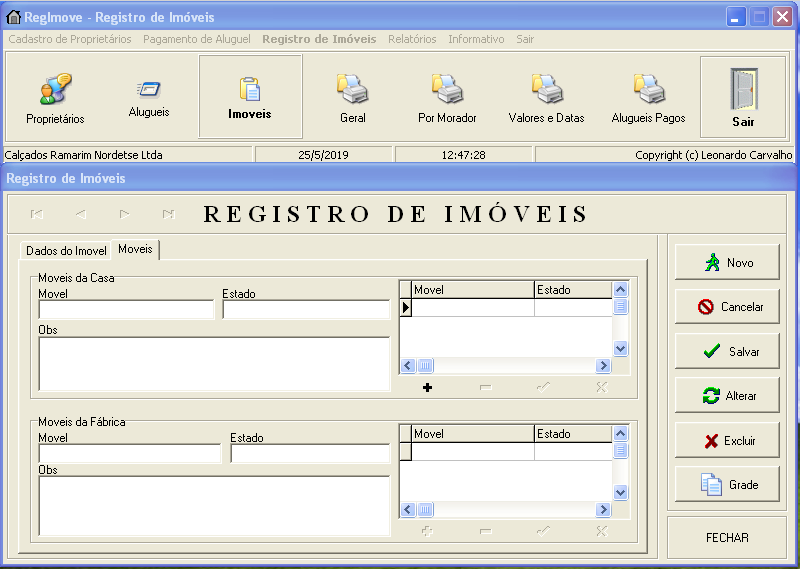 RegImove - Registro de Imóveis
Cadastro de Proprietários Pagamento de Aluguel Registro de Imóveis Relatórios Informativo Sair
Proprietários Alugueis Imoveis Geral Por Morador Valores e Datas Alugueis Pagos Sair
Calçados Ramarim Nordetse Ltda 25/5/2019 12:47:28 Copyright (c) Leonardo Carvalho
Registro de Imóveis
REGISTRO DE IMÓVEIS
Dados do Imovel Moveis
Moveis da Casa
Movel Estado
Obs
Movel Estado
Moveis da Fábrica
Movel Estado
Obs
Movel Estado
Novo
Cancelar
Salvar
Alterar
Excluir
Grade
FECHAR